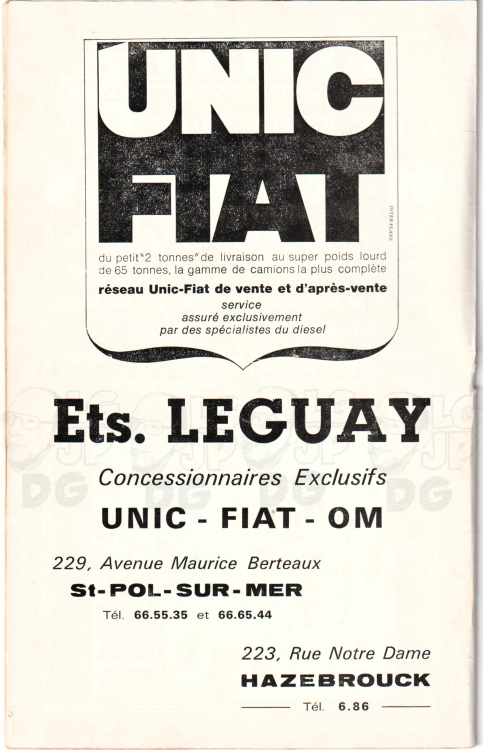 UNIC
FIAT
INTERPLANS
du petit "2 tonnes" de livraison au super poids lourd
de 65 tonnes, la gamme de camions la plus complète
réseau Unic-Fiat de vente et d'après-vente
service
assuré exclusivement
par des spécialistes du diesel
Ets. LEGUAY
Concessionnaires Exclusifs
UNIC - FIAT - OM
229, Avenue Maurice Berteaux
St-POL-SUR-MER
Tél. 66.55.35 et 66.65.44
223, Rue Notre Dame
HAZEBROUCK
Tél. 6.86